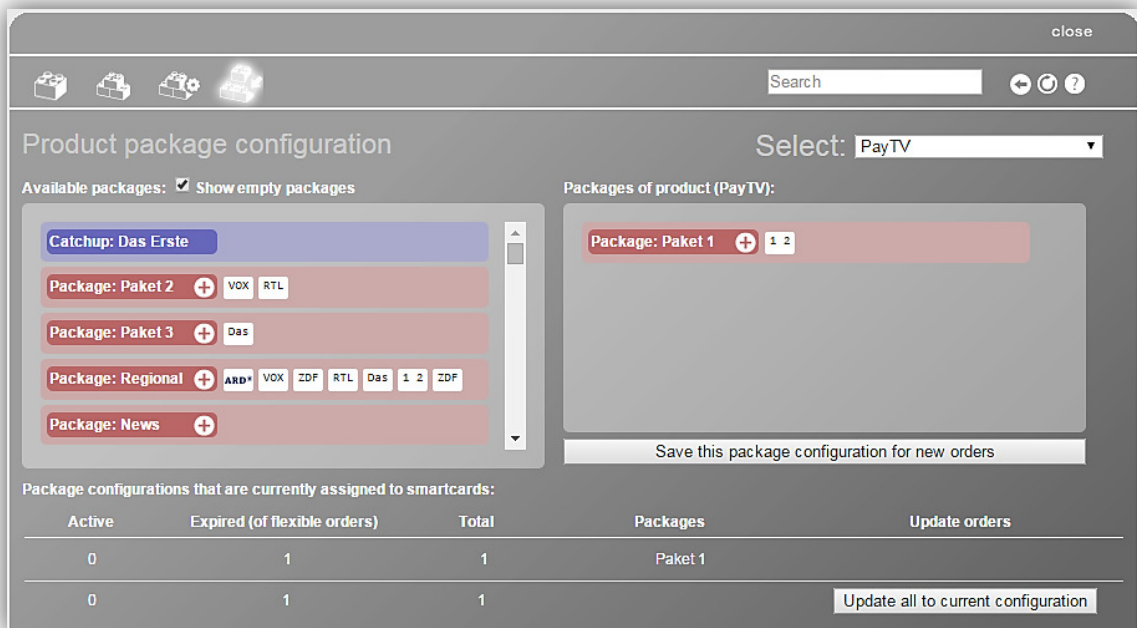 close
Search
?
Product package configuration
Select: PayTV
Available packages: Show empty packages
Packages of product (PayTV):
Catchup: Das Erste
Package: Paket 2 VOX RTL
Package: Paket 3 Das
Package: Regional ARD® VOX ZDF RTL Das 1 2 ZDF
Package: News
Package: Paket 1 1 2
Save this package configuration for new orders
Package configurations that are currently assigned to smartcards:
Active Expired (of flexible orders) Total Packages Update orders
0 1 1 Paket 1
0 1 1 Update all to current configuration